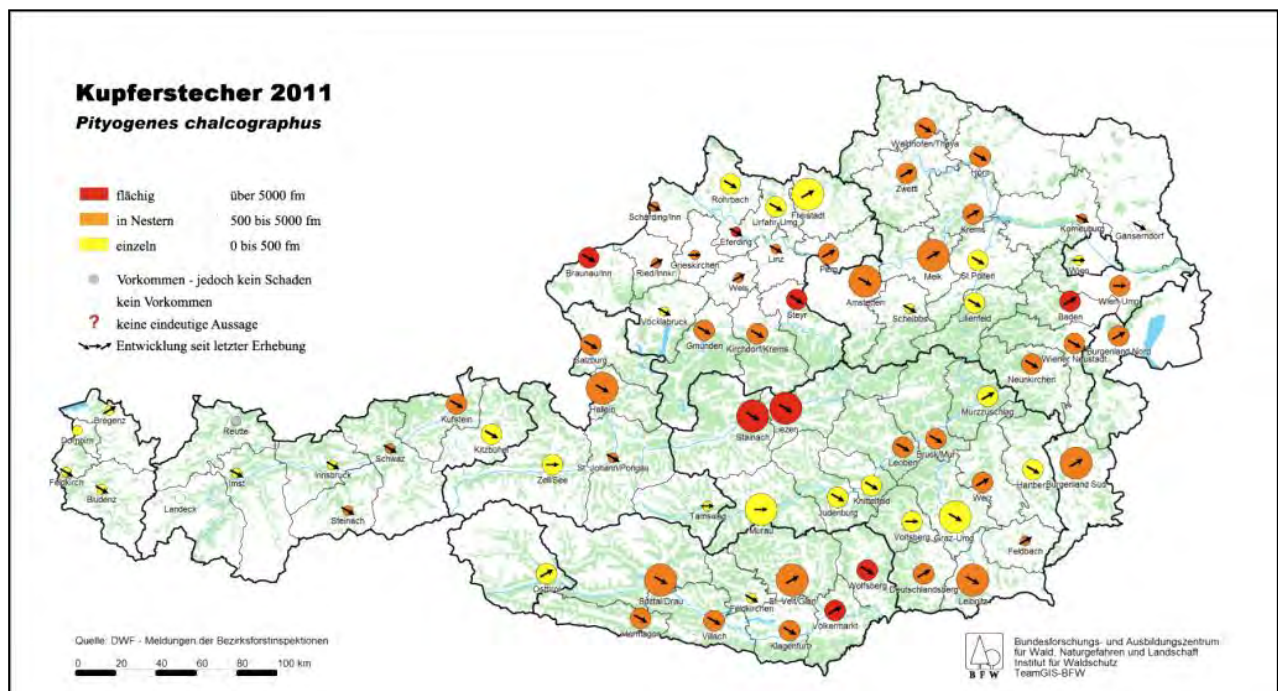 Kupferstecher 2011
Pityogenes chalcographus
flächig über 5000 fm
in Nestern 500 bis 5000 fm
einzeln 0 bis 500 fm
Vorkommen - jedoch kein Schaden
kein Vorkommen
? keine eindeutige Aussage
Entwicklung seit letzter Erhebung
Waidhofen/Thaya
Horn
Zwettl
Rohrbach
Freistadt
Urfahr-Umg
Schärding/Inn
Krems
Korneuburg
Gänserndorf
Eferding
Linz
Grieskirchen
Braunau/Inn
Ried/Innkr
Perg
Melk
St.Pölten
Wien
Wels
Amstetten
Wien-Umg
Steyr
Scheibbs
Lilienfeld
Baden
Vöcklabruck
Gmunden
Kirchdorf/Krems
Salzburg
Burgenland Nord
Wiener Neustadt
Neunkirchen
Hallein
Mürzzuschlag
Bregenz
Dornbirn
Kufstein
Reutte
Stainach
Liezen
Kitzbühel
Schwaz
Bruck/Mur
Leoben
St. Johann/Pongau
Zell/See
Feldkirch
Imst
Innsbruck
Burgenland Süd
Hartberg
Weiz
Bludenz
Knittelfeld
Judenburg
Landeck
Steinach
Tamsweg
Murau
Voitsberg
Graz-Umg
Feldbach
Osttirol
Spittal/Drau
St. Veit/Glan
Wolfsberg
Deutschlandsberg
Leibnitz
Feldkirchen
Völkermarkt
Hermagor
Villach
Klagenfurt
Quelle: DWF - Meldungen der Bezirksforstinspektionen
0 20 40 60 80 100 km
BFW
Bundesforschungs- und Ausbildungszentrum
für Wald, Naturgefahren und Landschaft
Institut für Waldschutz
TeamGIS-BFW